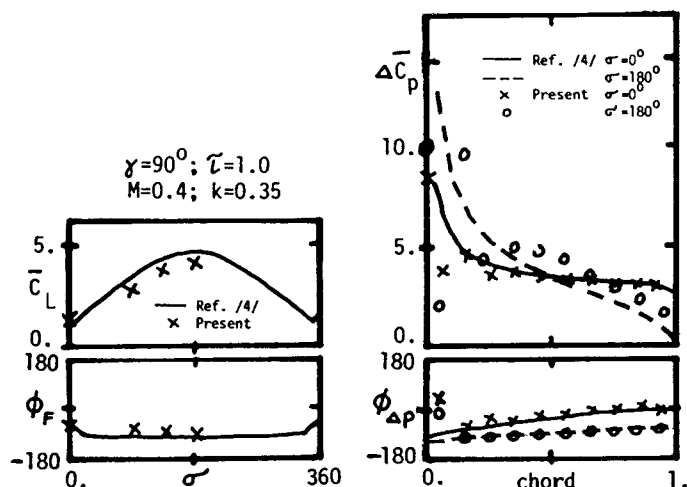 γ=90°; τ̃=1.0
M=0.4; k=0.35
5.
C̄L
0.
— Ref. /4/
× Present
180
ϕF
-180
0.
σ
360
ΔC̄p
— Ref. /4/ σ=0°
--- σ=180°
× Present σ=0°
o σ=180°
10.
5.
0.
180
ϕΔp
-180
0.
chord
1.